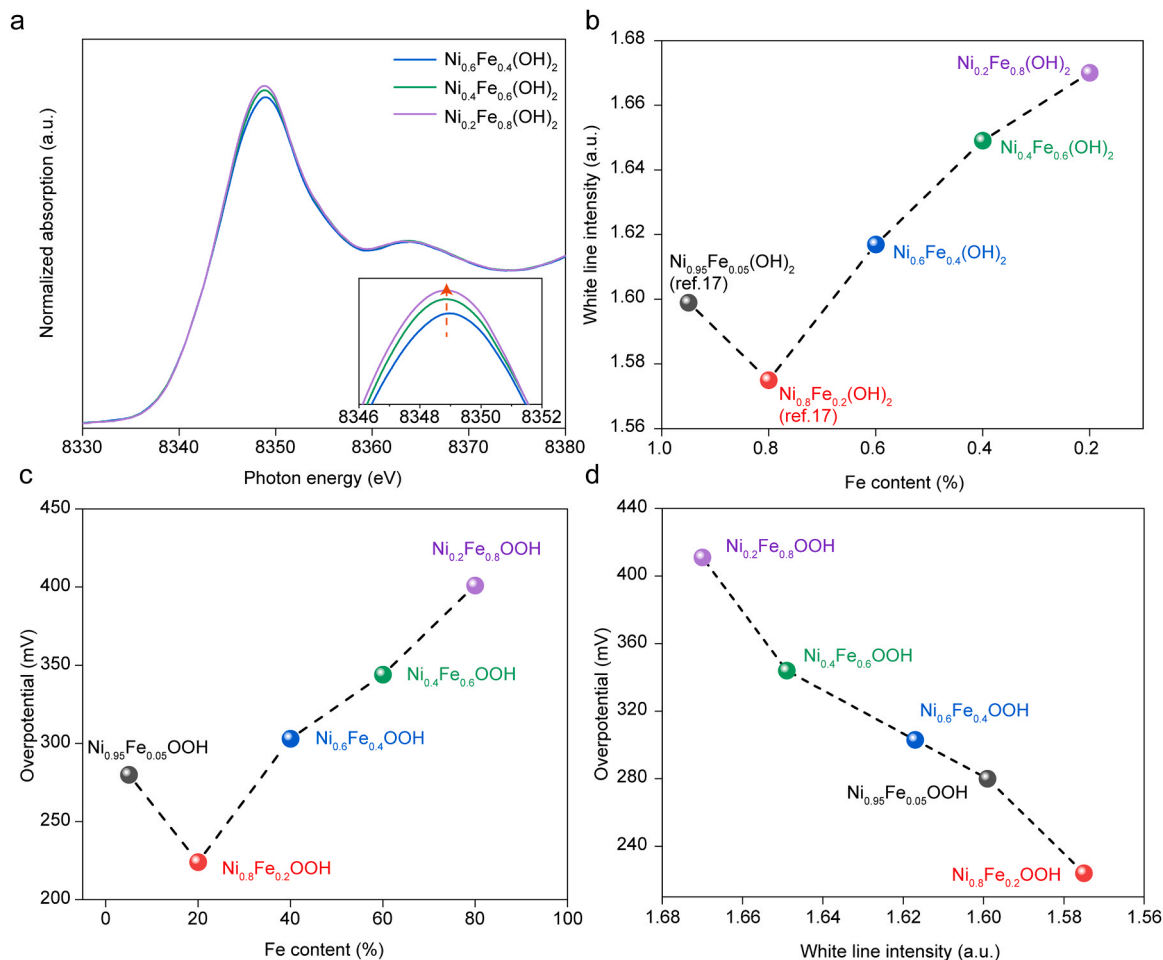 a
Normalized absorption (a.u.)
Ni0.6Fe0.4(OH)2
Ni0.4Fe0.6(OH)2
Ni0.2Fe0.8(OH)2
8346 8348 8350 8352
8330 8340 8350 8360 8370 8380
Photon energy (eV)
b
White line intensity (a.u.)
1.68
1.66
1.64
1.62
1.60
1.58
1.56
Ni0.2Fe0.8(OH)2
Ni0.4Fe0.6(OH)2
Ni0.6Fe0.4(OH)2
Ni0.95Fe0.05(OH)2
(ref.17)
Ni0.8Fe0.2(OH)2
(ref.17)
1.0 0.8 0.6 0.4 0.2
Fe content (%)
c
Overpotential (mV)
450
400
350
300
250
200
Ni0.2Fe0.8OOH
Ni0.4Fe0.6OOH
Ni0.95Fe0.05OOH
Ni0.6Fe0.4OOH
Ni0.8Fe0.2OOH
0 20 40 60 80 100
Fe content (%)
d
Overpotential (mV)
440
400
360
320
280
240
Ni0.2Fe0.8OOH
Ni0.4Fe0.6OOH
Ni0.6Fe0.4OOH
Ni0.95Fe0.05OOH
Ni0.8Fe0.2OOH
1.68 1.66 1.64 1.62 1.60 1.58 1.56
White line intensity (a.u.)